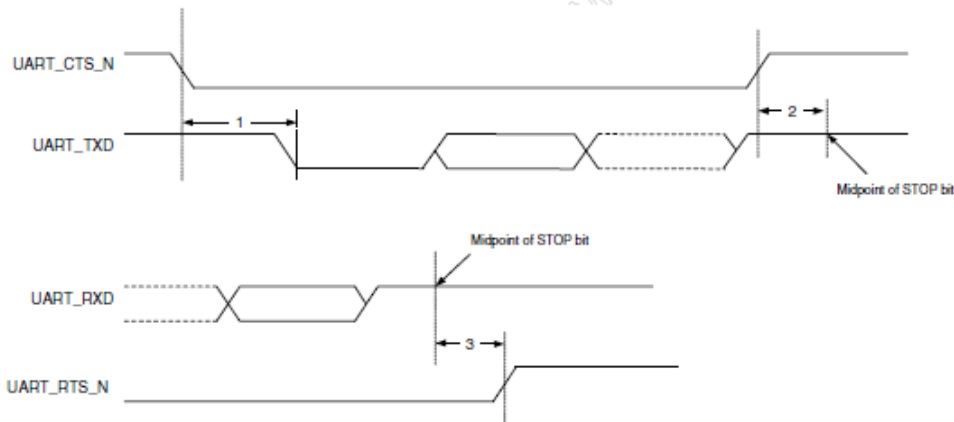 UART_CTS_N
1
2
UART_TXD
Midpoint of STOP bit
Midpoint of STOP bit
UART_RXD
3
UART_RTS_N